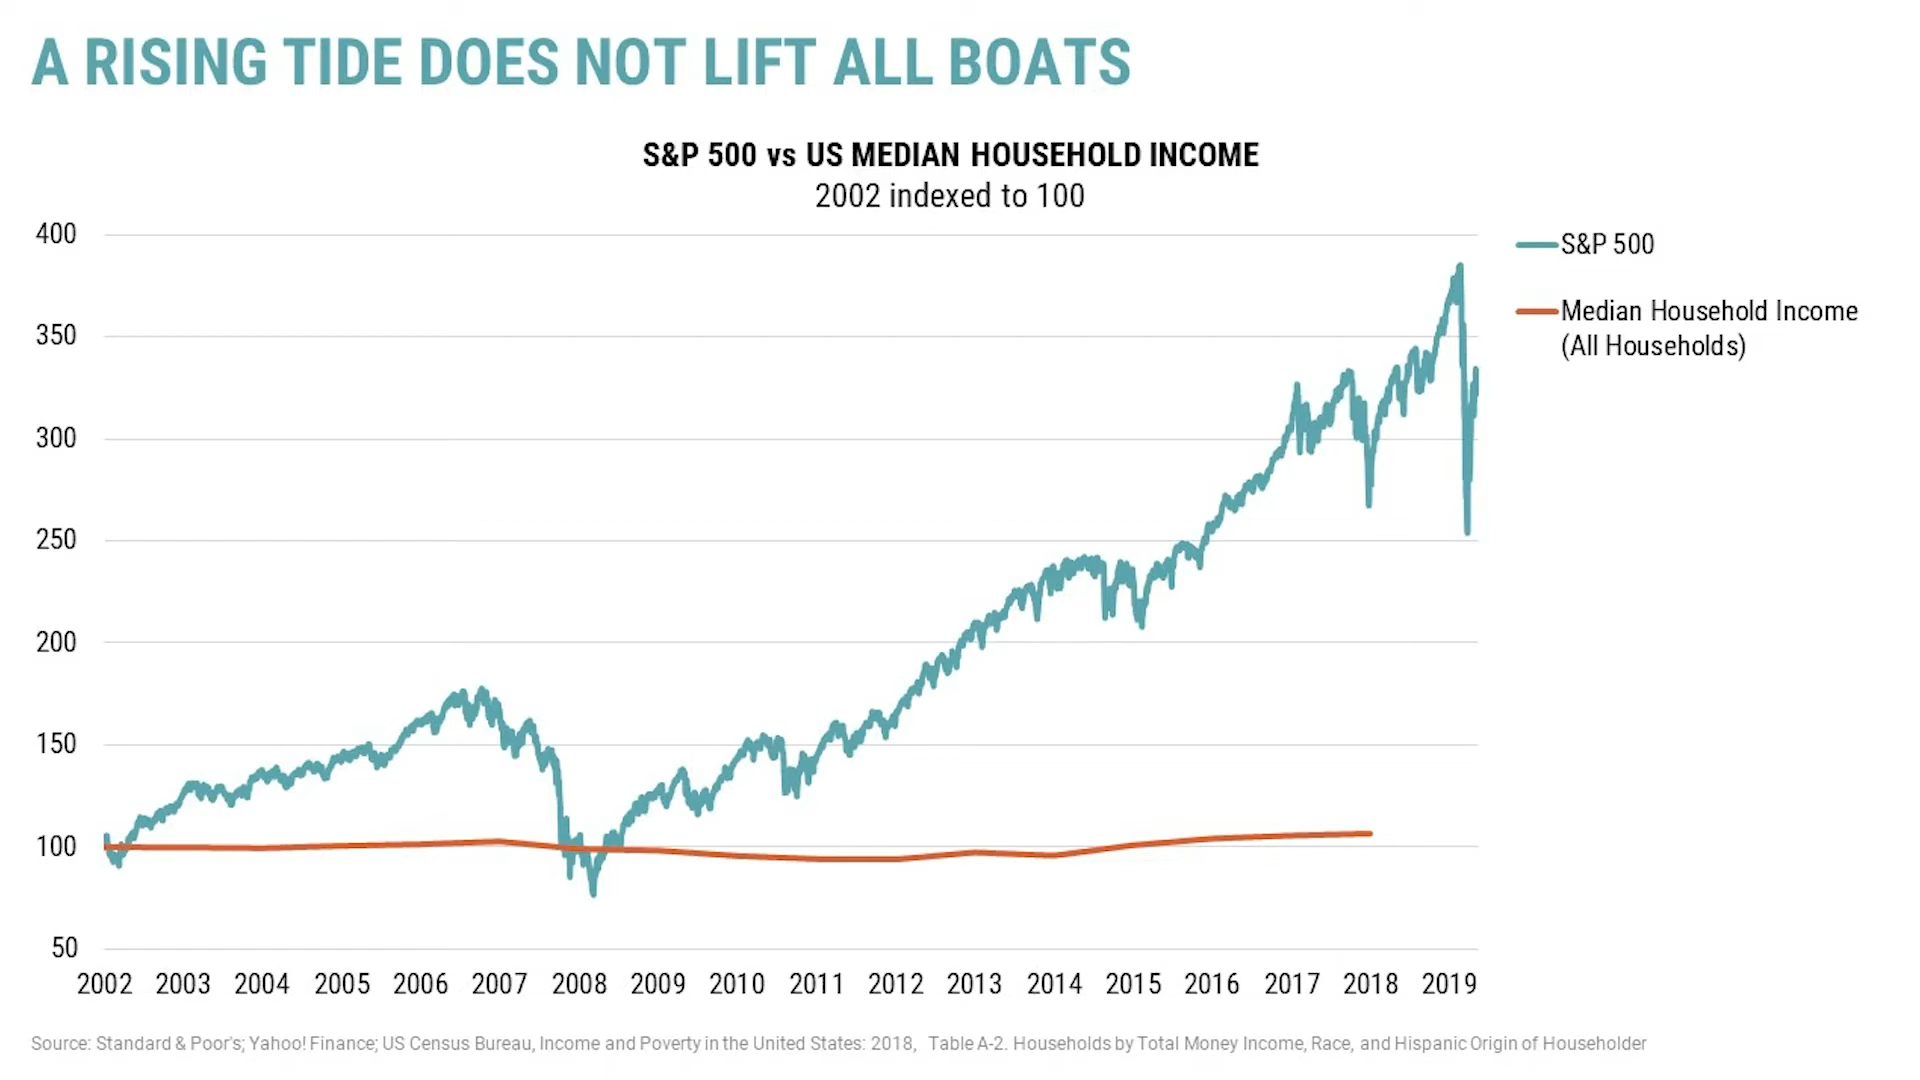 A RISING TIDE DOES NOT LIFT ALL BOATS
S&P 500 vs US MEDIAN HOUSEHOLD INCOME
2002 indexed to 100
400
350
300
250
200
150
100
50
2002 2003 2004 2005 2006 2007 2008 2009 2010 2011 2012 2013 2014 2015 2016 2017 2018 2019
S&P 500
Median Household Income
(All Households)
Source: Standard & Poor's; Yahoo! Finance; US Census Bureau, Income and Poverty in the United States: 2018, Table A-2. Households by Total Money Income, Race, and Hispanic Origin of Householder